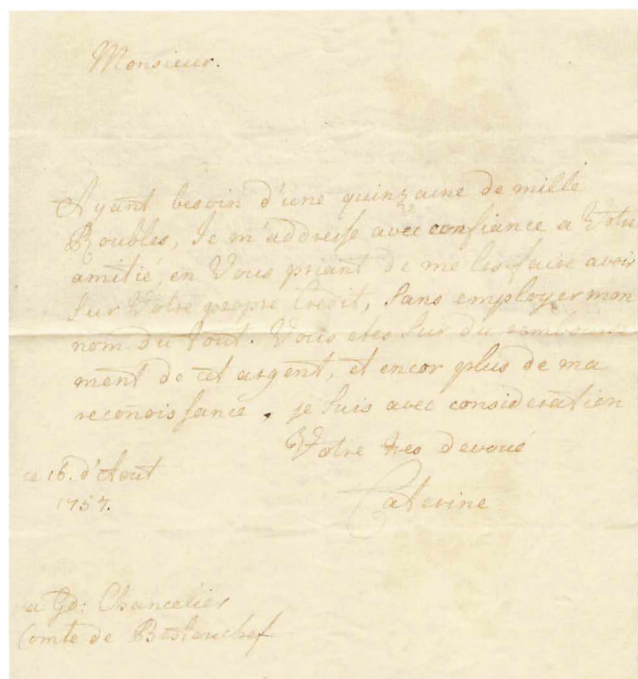 Monsieur.
Ayant besoin d'une quinzaine de mille
Roubles, Je m'addresse avec confiance a Votre
amitié, en Vous priant de me les faire avoir
sur Votre propre Credit, sans employer mon
nom du tout. Vous etes sur du rembourse
ment de cet argent, et encor plus de ma
reconoissance. je suis avec consideration
Votre tres devoué
ce 16. d'Aout
1757.
Caterine
a Gd: Chancelier
Comte de Bestouchef